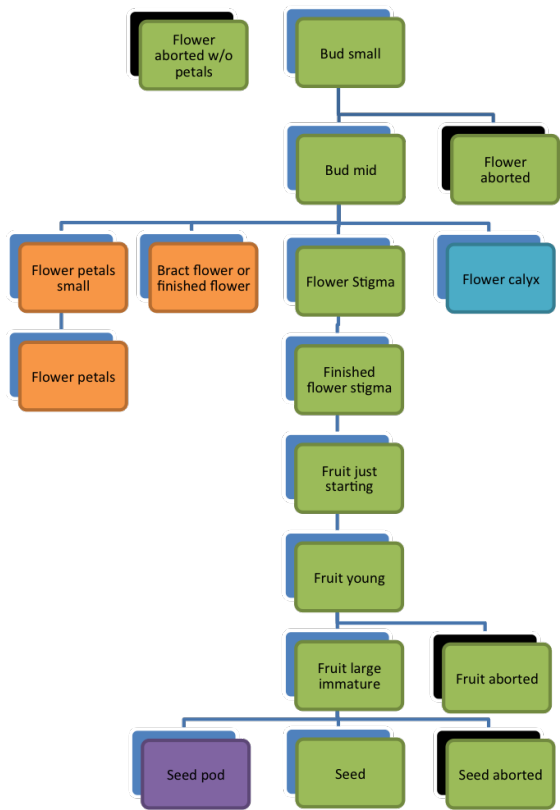 Flower
aborted w/o
petals
Bud small
Bud mid
Flower
aborted
Flower petals
small
Bract flower or
finished flower
Flower Stigma
Flower calyx
Flower petals
Finished
flower stigma
Fruit just
starting
Fruit young
Fruit large
immature
Fruit aborted
Seed pod
Seed
Seed aborted